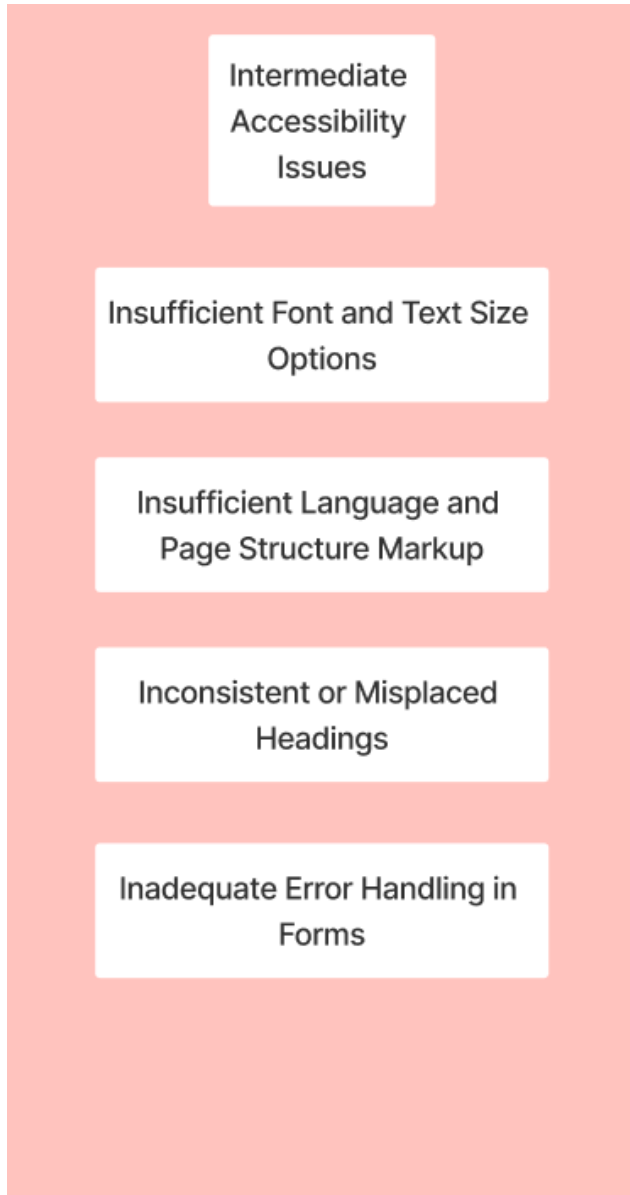 Intermediate
Accessibility
Issues
Insufficient Font and Text Size
Options
Insufficient Language and
Page Structure Markup
Inconsistent or Misplaced
Headings
Inadequate Error Handling in
Forms